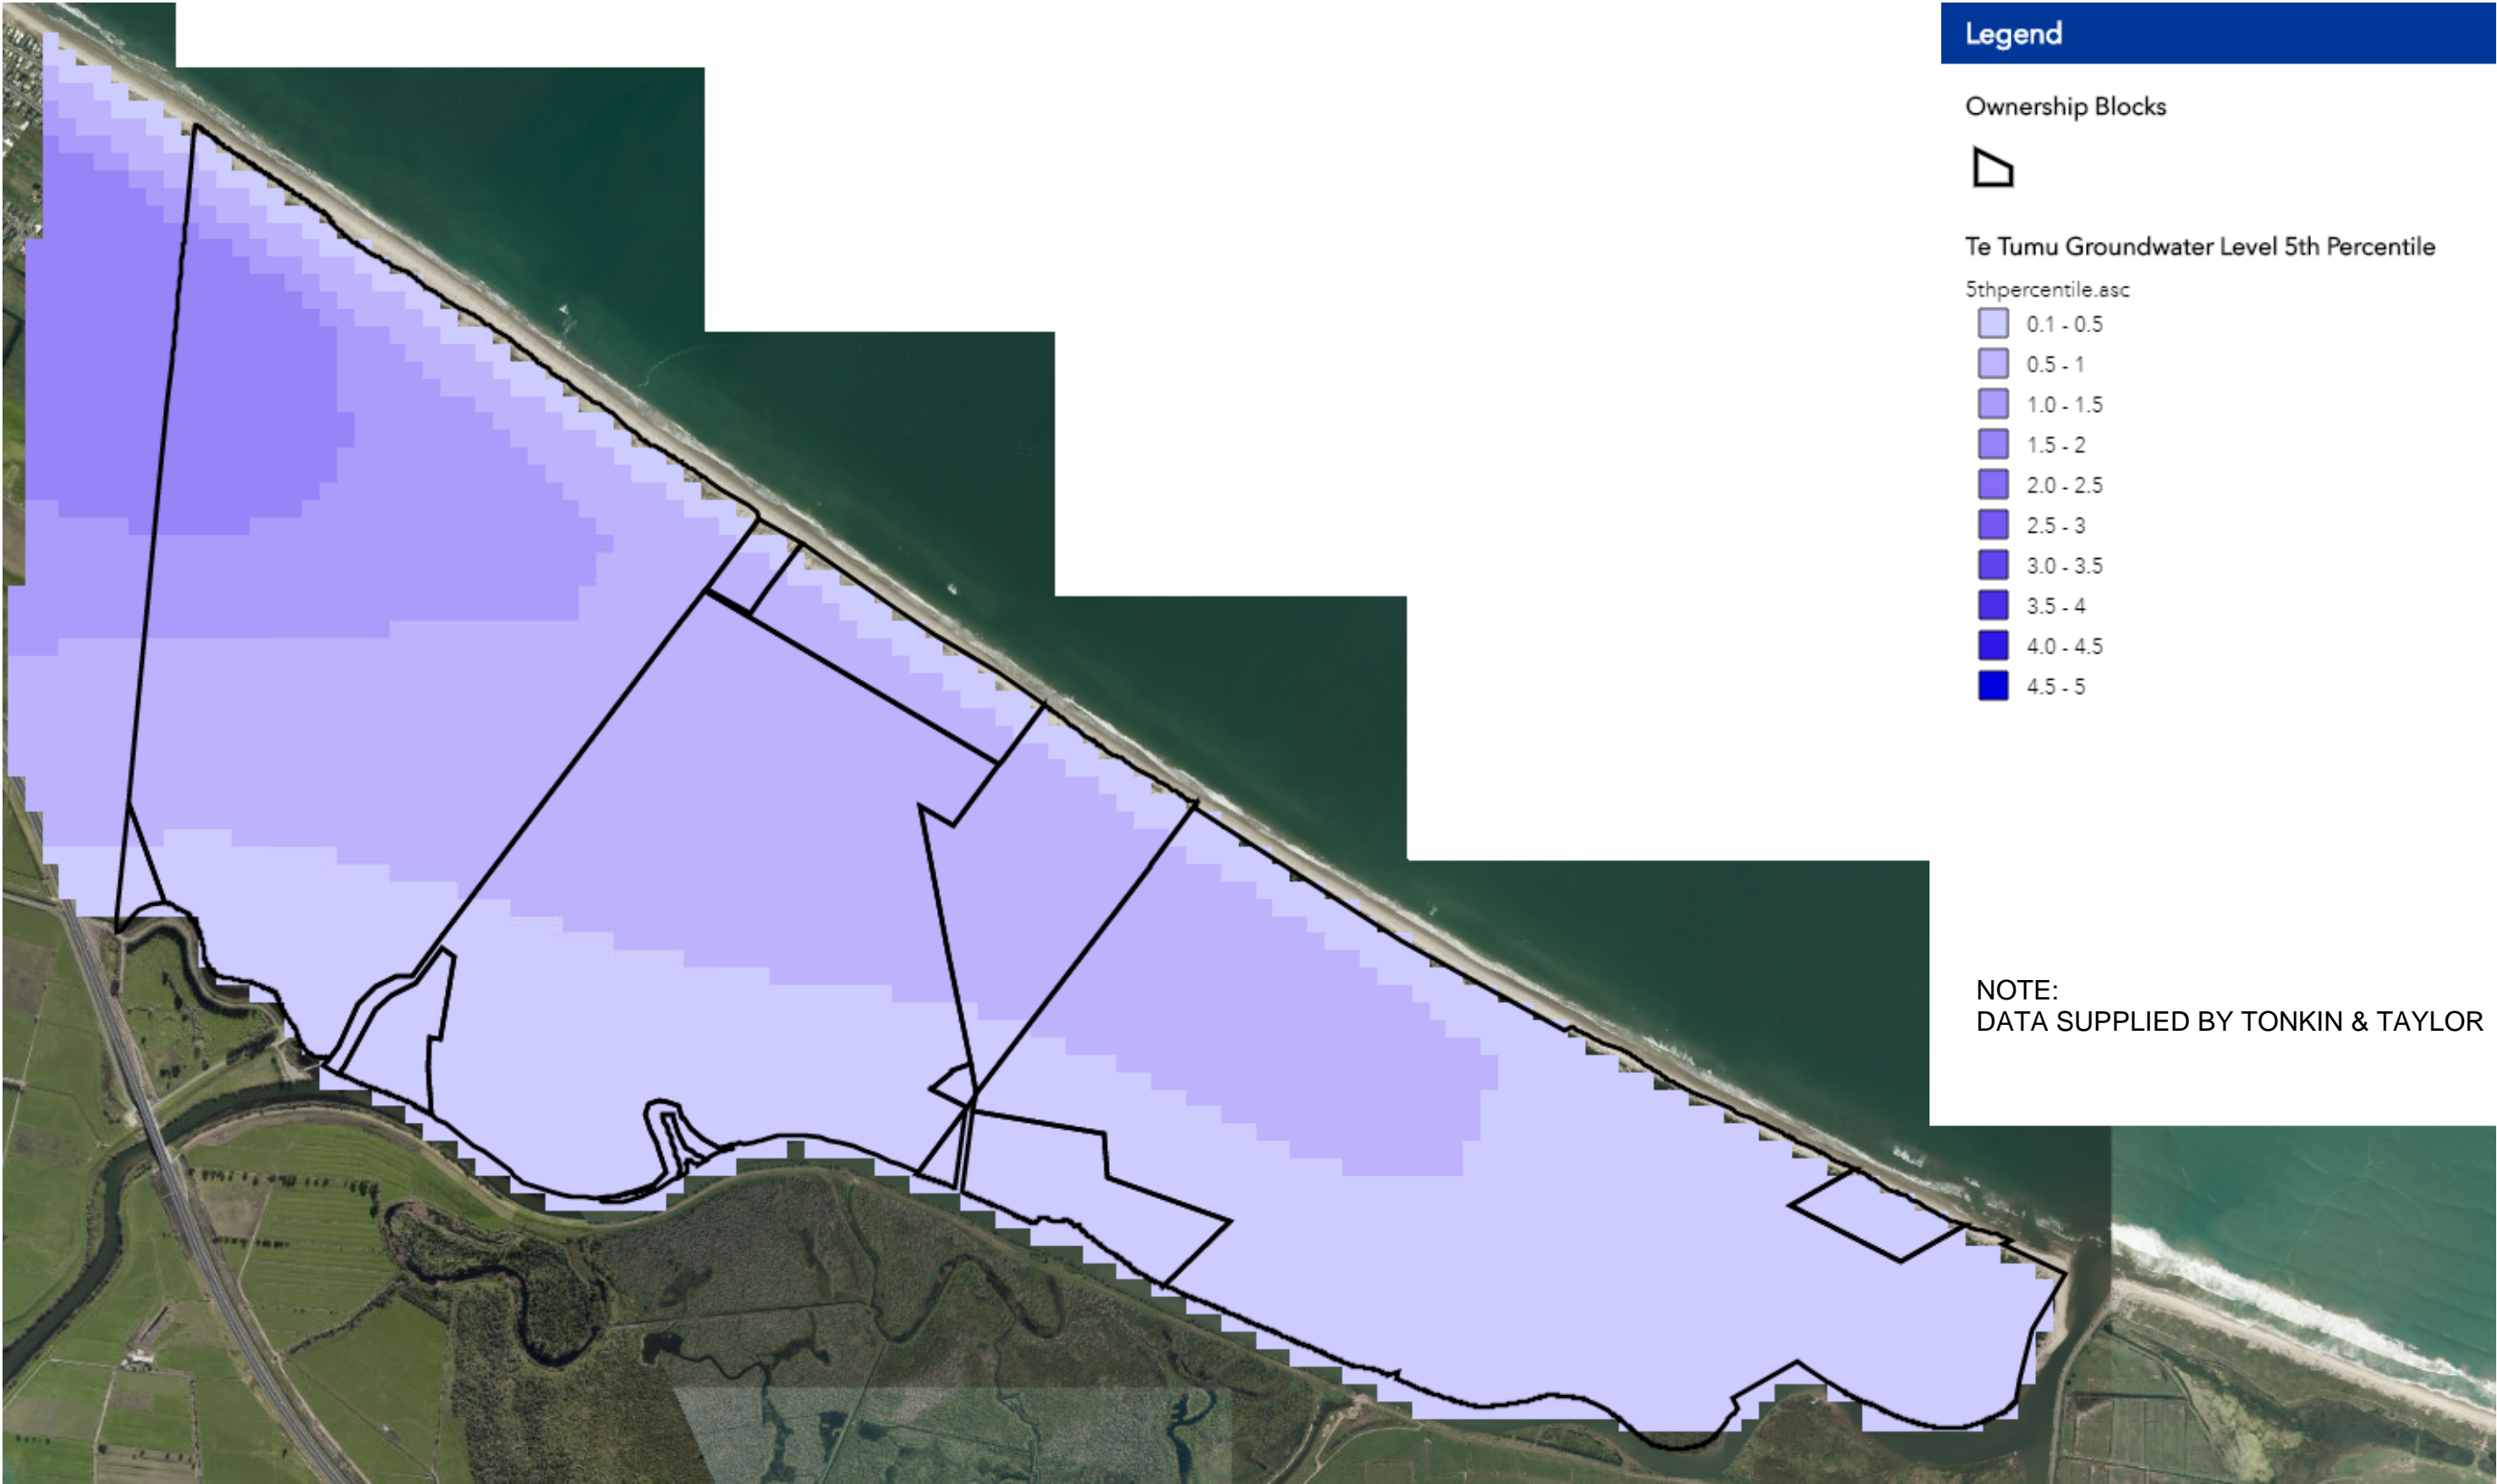 Legend
Ownership Blocks
Te Tumu Groundwater Level 5th Percentile
5thpercentile.asc
0.1 - 0.5
0.5 - 1
1.0 - 1.5
1.5 - 2
2.0 - 2.5
2.5 - 3
3.0 - 3.5
3.5 - 4
4.0 - 4.5
4.5 - 5
NOTE:
DATA SUPPLIED BY TONKIN & TAYLOR